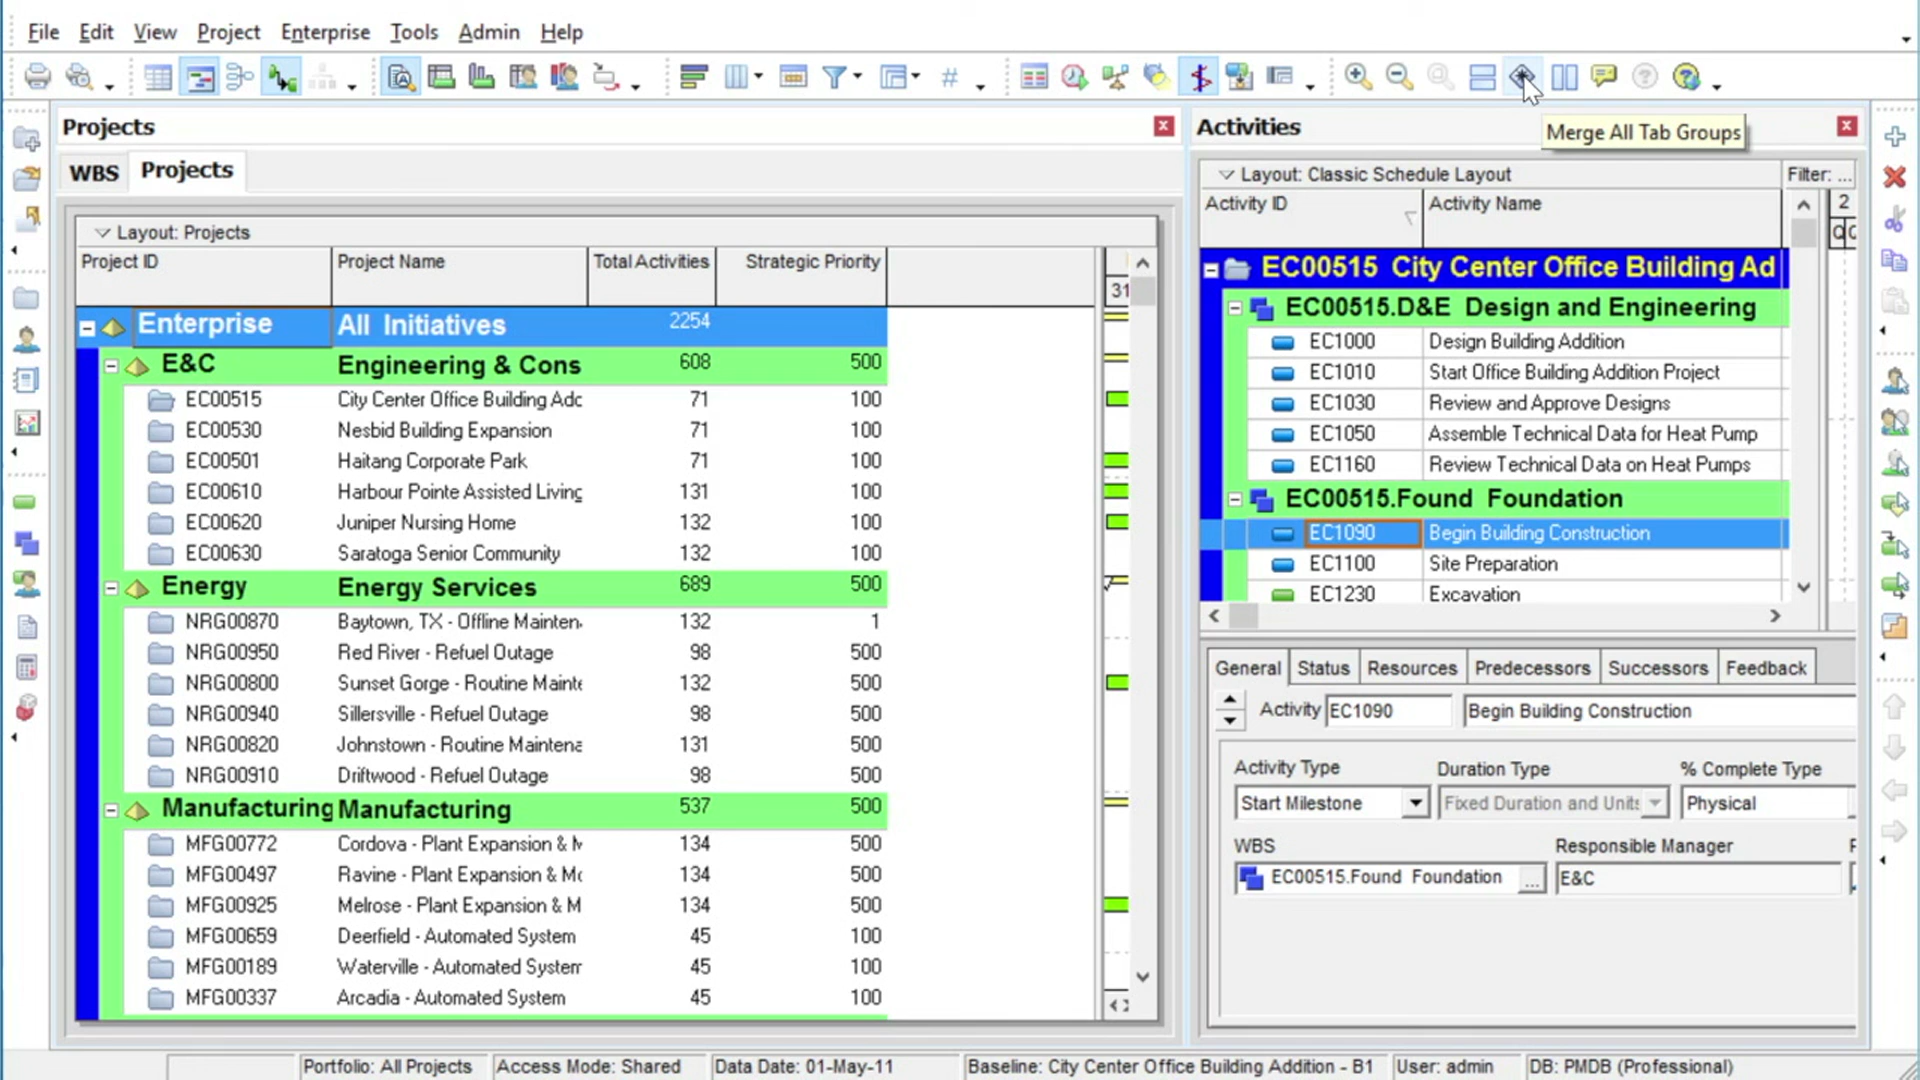 File Edit View Project Enterprise Tools Admin Help
Projects
WBS Projects
Layout: Projects
Project ID Project Name Total Activities Strategic Priority
31
Enterprise All Initiatives 2254
E&C Engineering & Cons 608 500
EC00515 City Center Office Building Adc 71 100
EC00530 Nesbid Building Expansion 71 100
EC00501 Haitang Corporate Park 71 100
EC00610 Harbour Pointe Assisted Living 131 100
EC00620 Juniper Nursing Home 132 100
EC00630 Saratoga Senior Community 132 100
Energy Energy Services 689 500
NRG00870 Baytown, TX - Offline Mainten 132 1
NRG00950 Red River - Refuel Outage 98 500
NRG00800 Sunset Gorge - Routine Mainte 132 500
NRG00940 Sillersville - Refuel Outage 98 500
NRG00820 Johnstown - Routine Maintena 131 500
NRG00910 Driftwood - Refuel Outage 98 500
Manufacturing Manufacturing 537 500
MFG00772 Cordova - Plant Expansion & M 134 500
MFG00497 Ravine - Plant Expansion & Mo 134 500
MFG00925 Melrose - Plant Expansion & M 134 500
MFG00659 Deerfield - Automated System 45 100
MFG00189 Waterville - Automated System 45 100
MFG00337 Arcadia - Automated System 45 100
Activities
Merge All Tab Groups
Layout: Classic Schedule Layout Filter: ...
Activity ID Activity Name 2
EC00515 City Center Office Building Ad
EC00515.D&E Design and Engineering
EC1000 Design Building Addition
EC1010 Start Office Building Addition Project
EC1030 Review and Approve Designs
EC1050 Assemble Technical Data for Heat Pump
EC1160 Review Technical Data on Heat Pumps
EC00515.Found Foundation
EC1090 Begin Building Construction
EC1100 Site Preparation
EC1230 Excavation
General Status Resources Predecessors Successors Feedback
Activity EC1090 Begin Building Construction
Activity Type Duration Type % Complete Type
Start Milestone Fixed Duration and Units Physical
WBS Responsible Manager
EC00515.Found Foundation ... E&C
Portfolio: All Projects Access Mode: Shared Data Date: 01-May-11 Baseline: City Center Office Building Addition - B1 User: admin DB: PMDB (Professional)